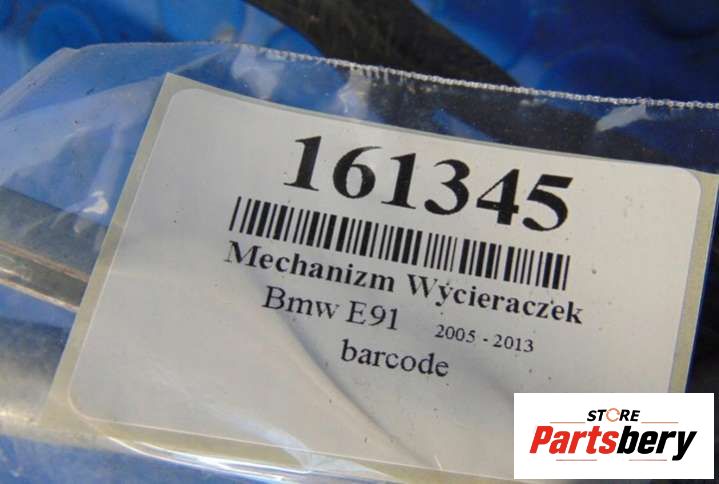 161345
Mechanizm Wycieraczek
Bmw E91 2005 - 2013
barcode
STORE
Partsbery